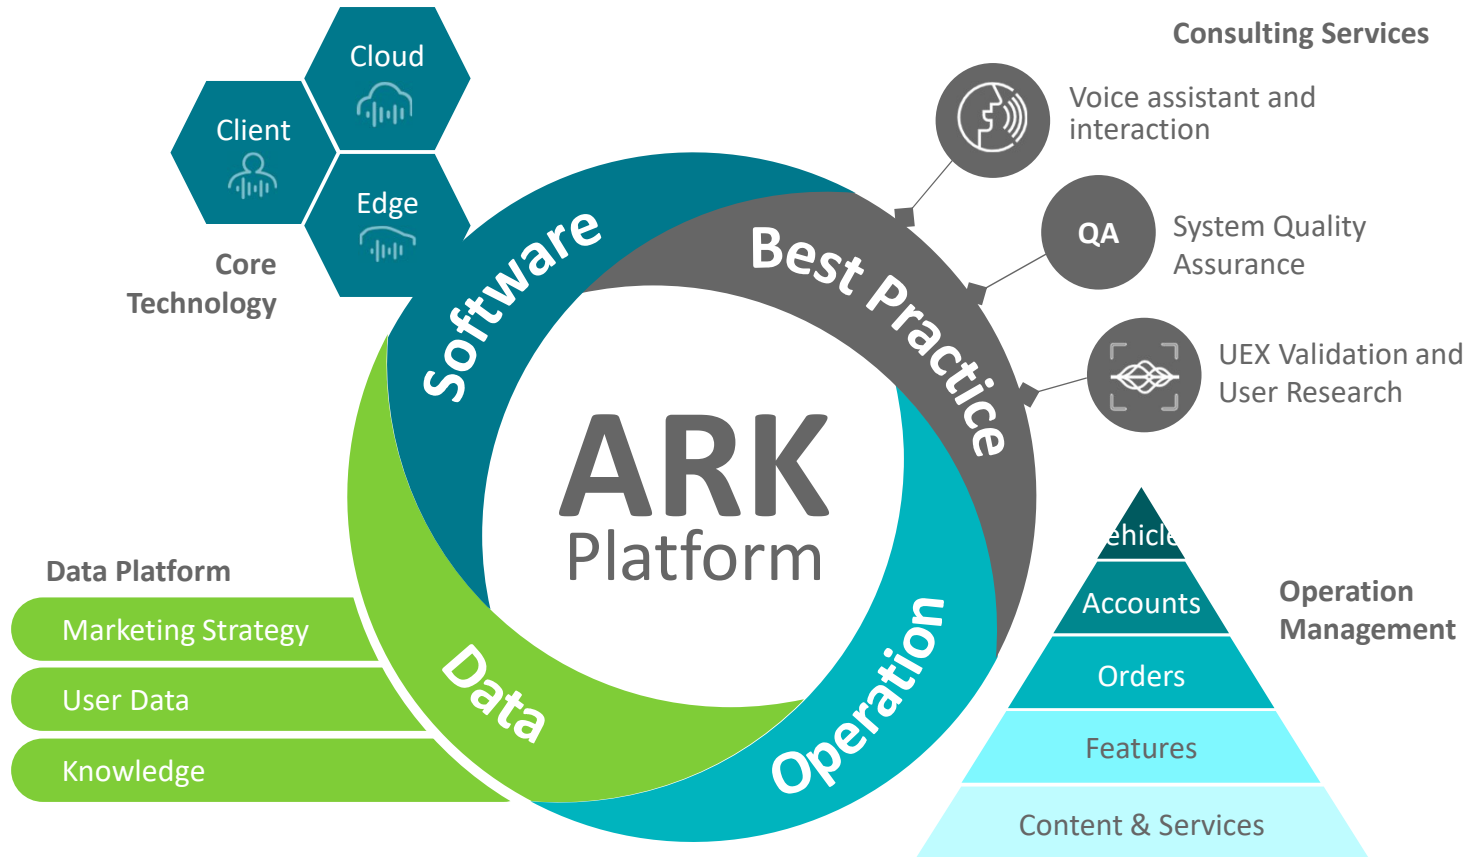 Cloud
Client
Edge
Core
Technology
Consulting Services
Voice assistant and
interaction
QA
System Quality
Assurance
UEX Validation and
User Research
Software
Best Practice
ARK
Platform
Data
Operation
Data Platform
Marketing Strategy
User Data
Knowledge
ehicle
Accounts
Orders
Features
Content & Services
Operation
Management